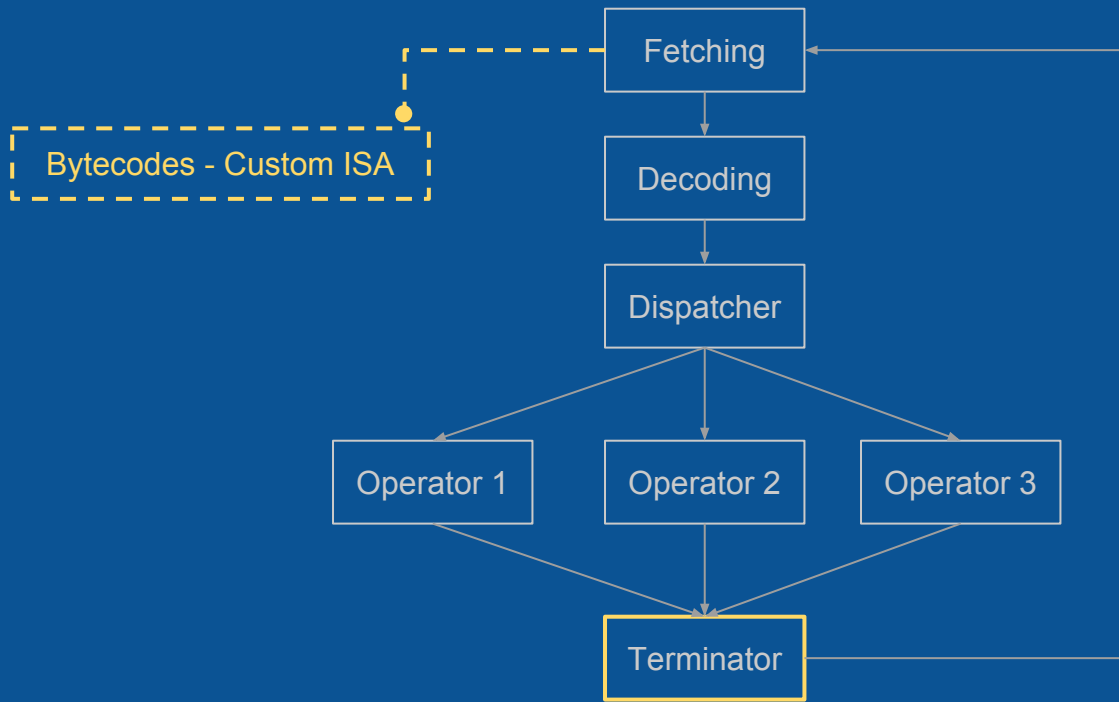 Fetching
Bytecodes - Custom ISA
Decoding
Dispatcher
Operator 1
Operator 2
Operator 3
Terminator